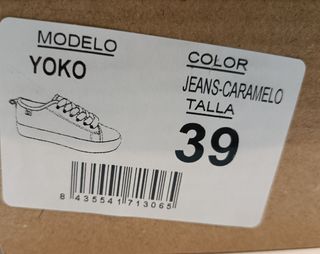 MODELO
YOKO
COLOR
JEANS-CARAMELO
TALLA
39
8 435541 713065